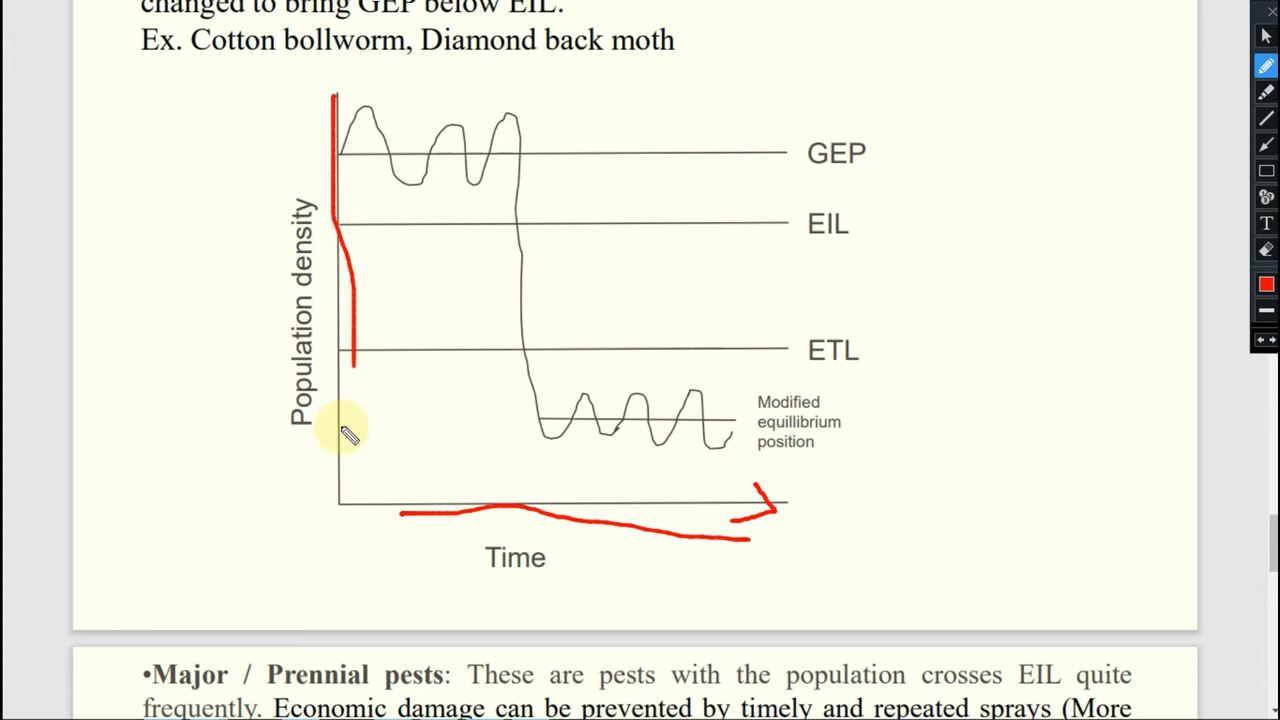 changed to bring GEP below EIL.
Ex. Cotton bollworm, Diamond back moth
GEP
EIL
Population density
ETL
Modified
equillibrium
position
Time
•Major / Prennial pests: These are pests with the population crosses EIL quite
frequently. Economic damage can be prevented by timely and repeated sprays (More
T